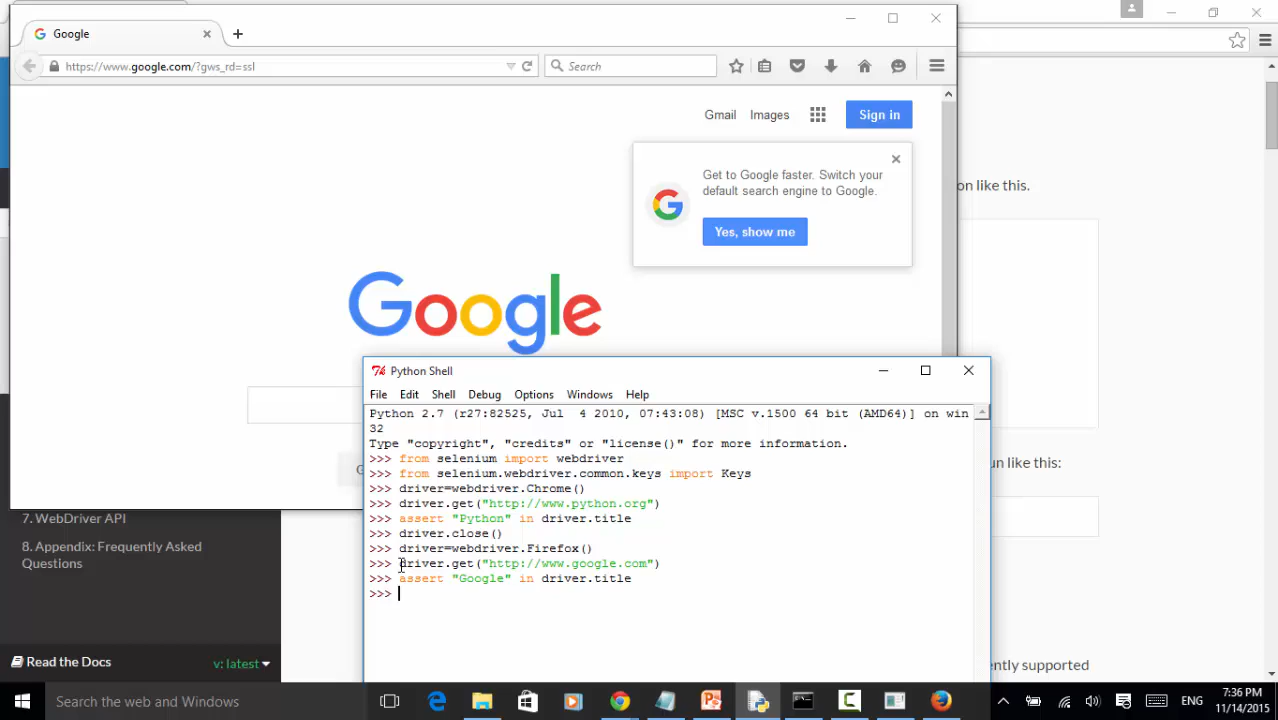 Google
https://www.google.com/?gws_rd=ssl
Search
Gmail
Images
Sign in
Get to Google faster. Switch your
default search engine to Google.
Yes, show me
Google
on like this.
un like this:
7. WebDriver API
8. Appendix: Frequently Asked
Questions
Read the Docs
v: latest
ently supported
Python Shell
File Edit Shell Debug Options Windows Help
Python 2.7 (r27:82525, Jul  4 2010, 07:43:08) [MSC v.1500 64 bit (AMD64)] on win
32
Type "copyright", "credits" or "license()" for more information.
>>> from selenium import webdriver
>>> from selenium.webdriver.common.keys import Keys
>>> driver=webdriver.Chrome()
>>> driver.get("http://www.python.org")
>>> assert "Python" in driver.title
>>> driver.close()
>>> driver=webdriver.Firefox()
>>> driver.get("http://www.google.com")
>>> assert "Google" in driver.title
>>>
Search the web and Windows
ENG
7:36 PM
11/14/2015